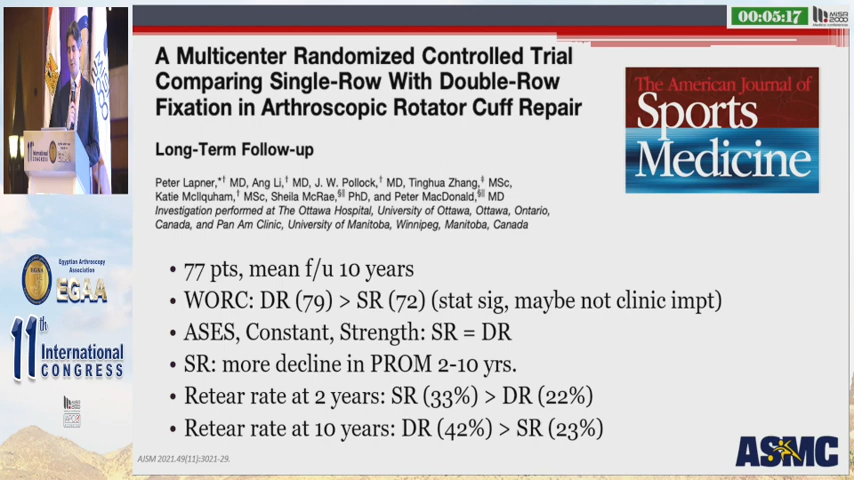 00:05:17
MISR 2000
A Multicenter Randomized Controlled Trial
Comparing Single-Row With Double-Row
Fixation in Arthroscopic Rotator Cuff Repair
The American Journal of
Sports
Medicine
Long-Term Follow-up
Peter Lapner,*† MD, Ang Li,† MD, J. W. Pollock,† MD, Tinghua Zhang,‡ MSc,
Katie McIlquham,† MSc, Sheila McRae,§‖ PhD, and Peter MacDonald,§‖ MD
Investigation performed at The Ottawa Hospital, University of Ottawa, Ottawa, Ontario,
Canada, and Pan Am Clinic, University of Manitoba, Winnipeg, Manitoba, Canada
• 77 pts, mean f/u 10 years
• WORC: DR (79) > SR (72) (stat sig, maybe not clinic impt)
• ASES, Constant, Strength: SR = DR
• SR: more decline in PROM 2-10 yrs.
• Retear rate at 2 years: SR (33%) > DR (22%)
• Retear rate at 10 years: DR (42%) > SR (23%)
AJSM 2021.49(11):3021-29.
ASMC
International
CONGRESS
Egyptian Arthroscopy
Association
EGAA
11th
International
CONGRESS